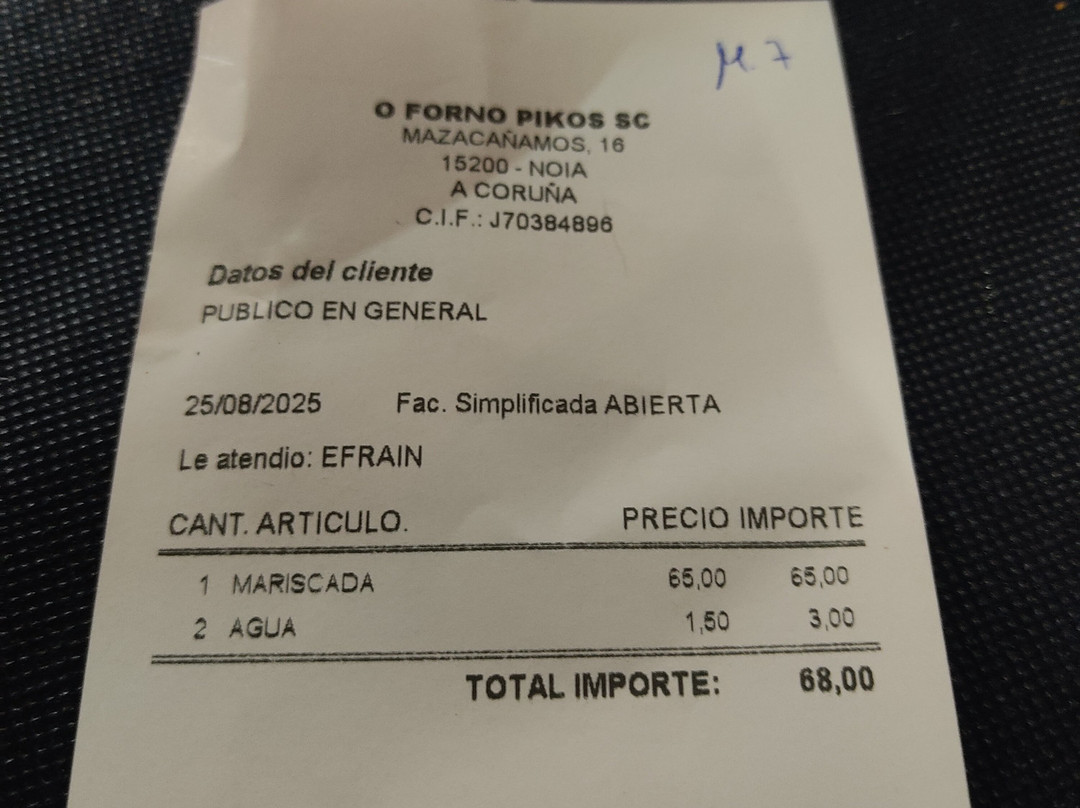 M. 7
O FORNO PIKOS SC
MAZACAÑAMOS, 16
15200 - NOIA
A CORUÑA
C.I.F.: J70384896
Datos del cliente
PUBLICO EN GENERAL
25/08/2025 Fac. Simplificada ABIERTA
Le atendio: EFRAIN
CANT. ARTICULO. PRECIO IMPORTE
1 MARISCADA 65,00 65,00
2 AGUA 1,50 3,00
TOTAL IMPORTE: 68,00